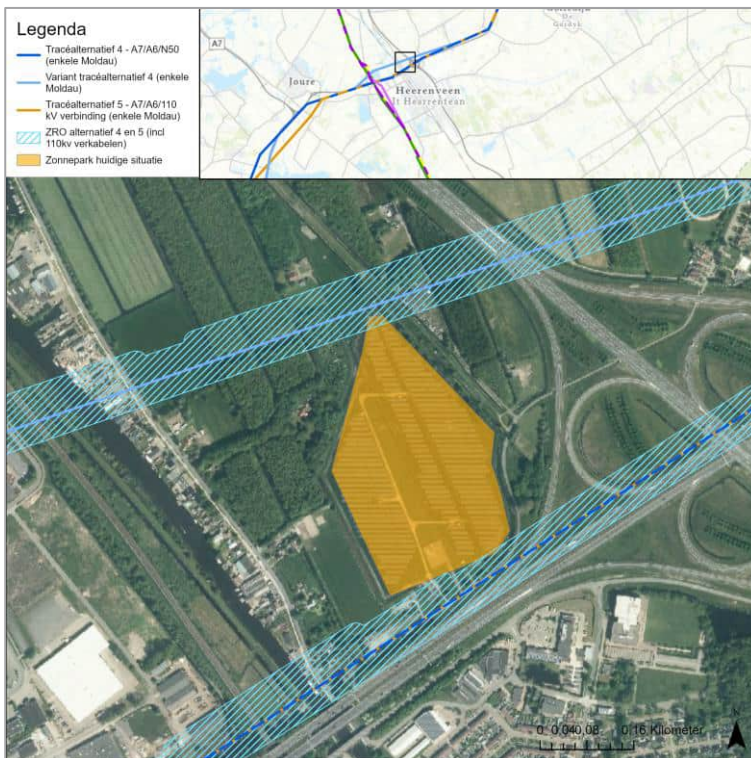 Legenda
Tracéalternatief 4 - A7/A6/N50
(enkele Moldau)
Variant tracéalternatief 4 (enkele
Moldau)
Tracéalternatief 5 - A7/A6/110
kV verbinding (enkele Moldau)
ZRO alternatief 4 en 5 (incl
110kv verkabelen)
Zonnepark huidige situatie
A7
Joure
De
Heerenveen
It Hearrenfean
N
0 0,040,08 0,16 Kilometer